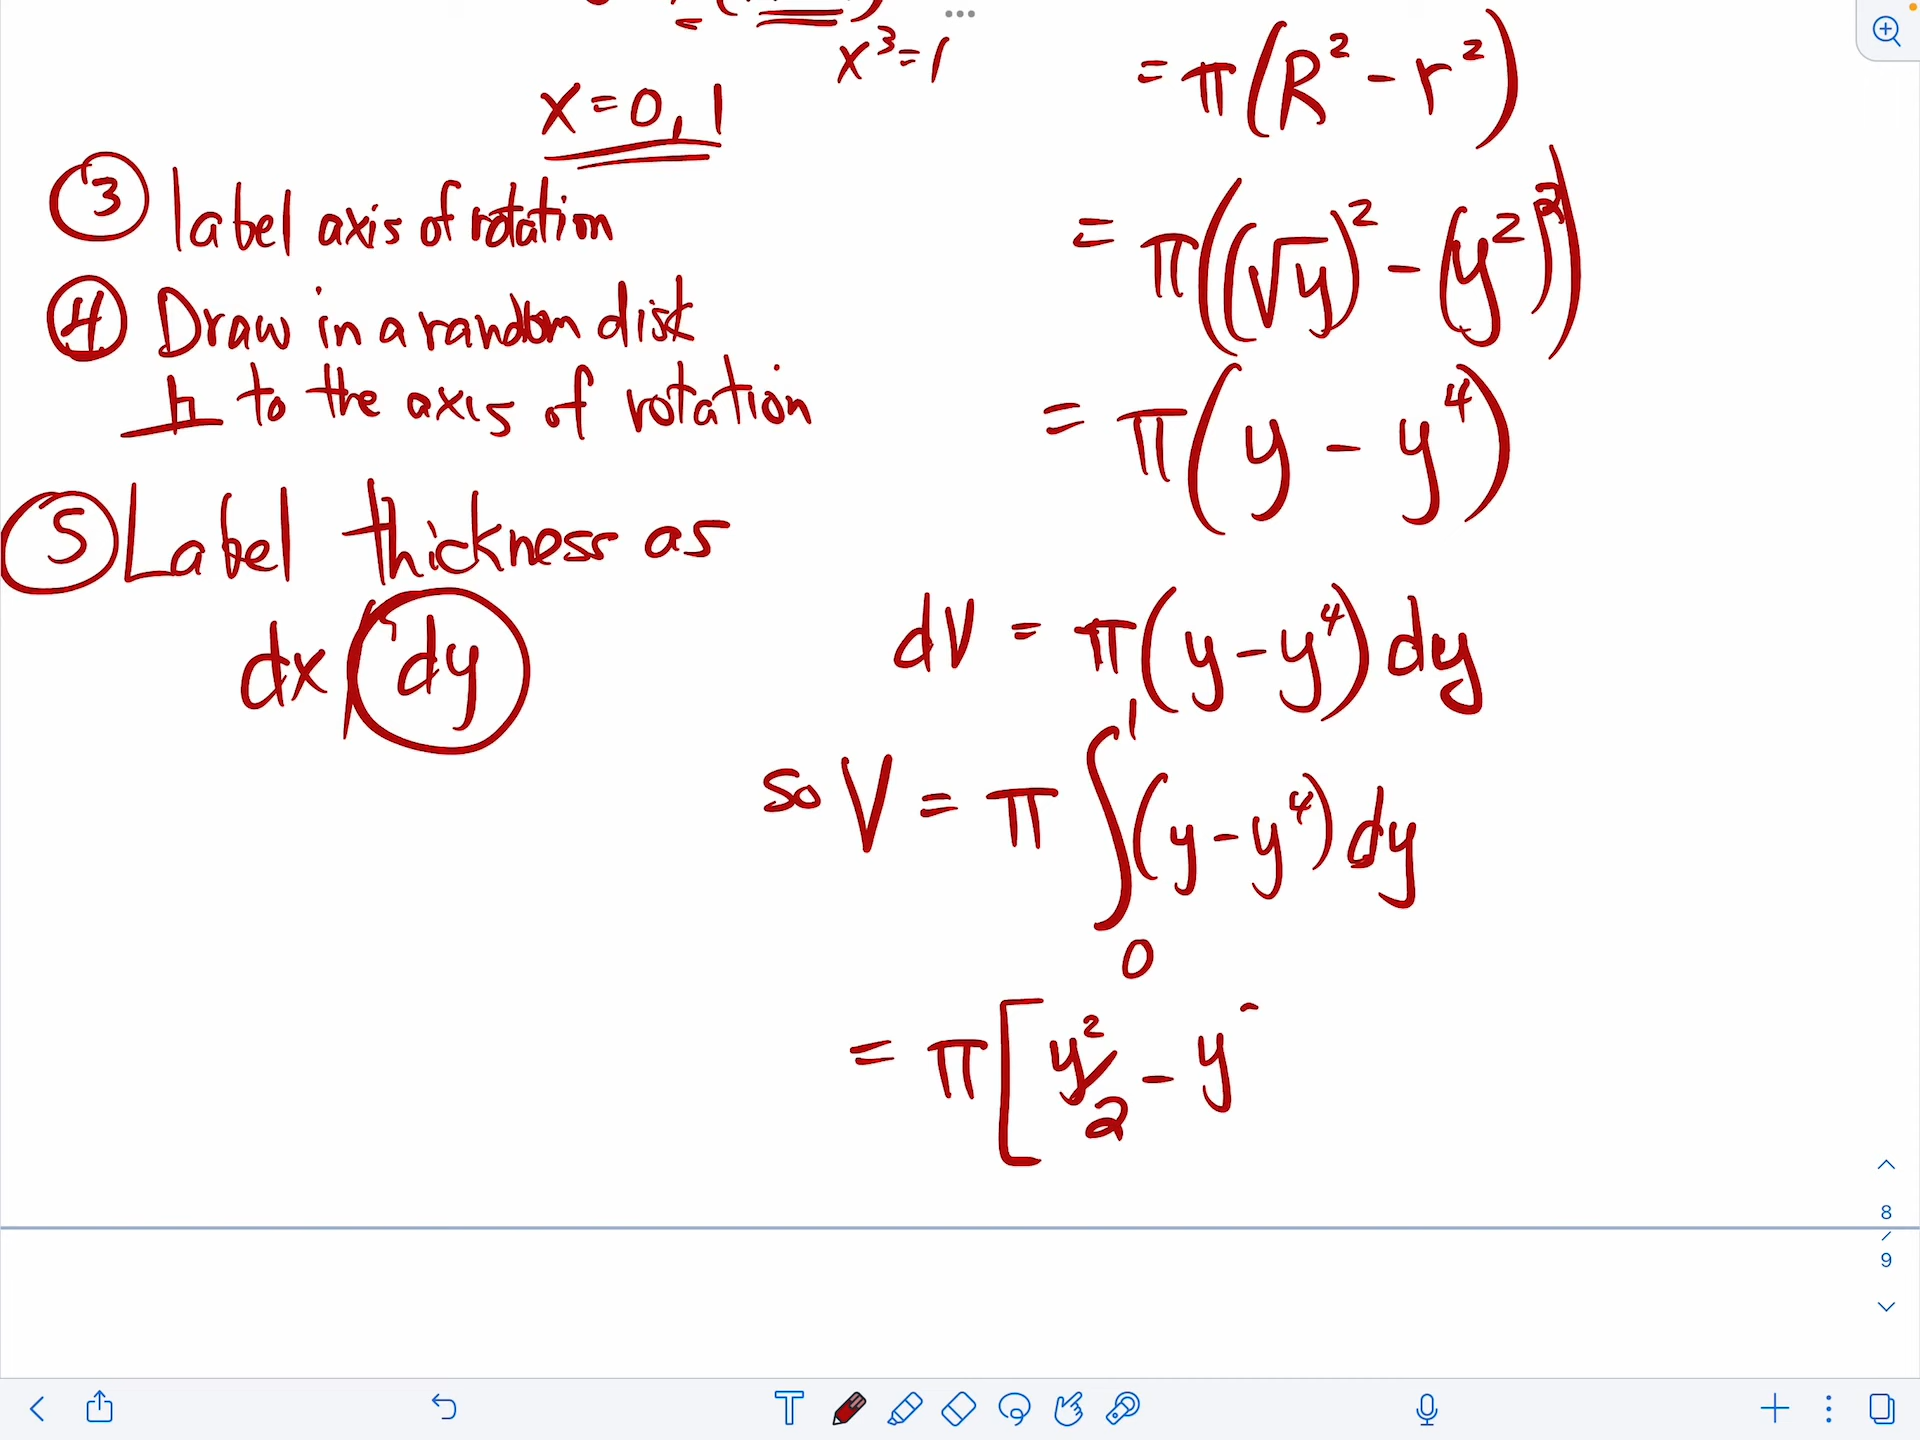 x³=1
x=0,1
③ label axis of rotation
④ Draw in a random disk
⊥ to the axis of rotation
⑤ Label thickness as
dx/dy
= π(R² - r²)
= π((√y)² - (y²)²)
= π(y - y⁴)
dV = π(y-y⁴)dy
so V = π∫₀¹(y-y⁴)dy
= π[y²/2 - y
8
/
9
T